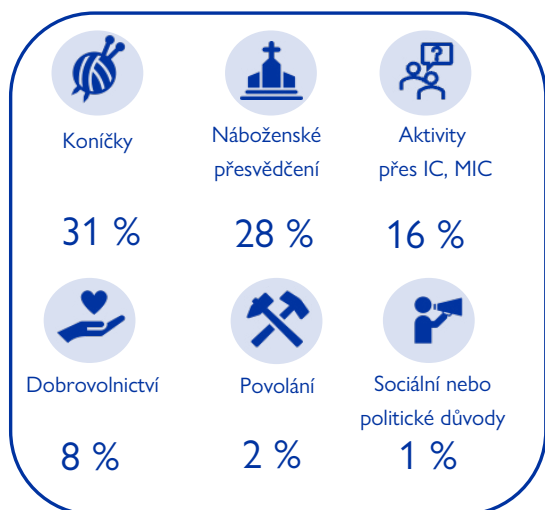 ?
Koníčky
Náboženské
přesvědčení
Aktivity
přes IC, MIC
31 %
28 %
16 %
Dobrovolnictví
Povolání
Sociální nebo
politické důvody
8 %
2 %
1 %